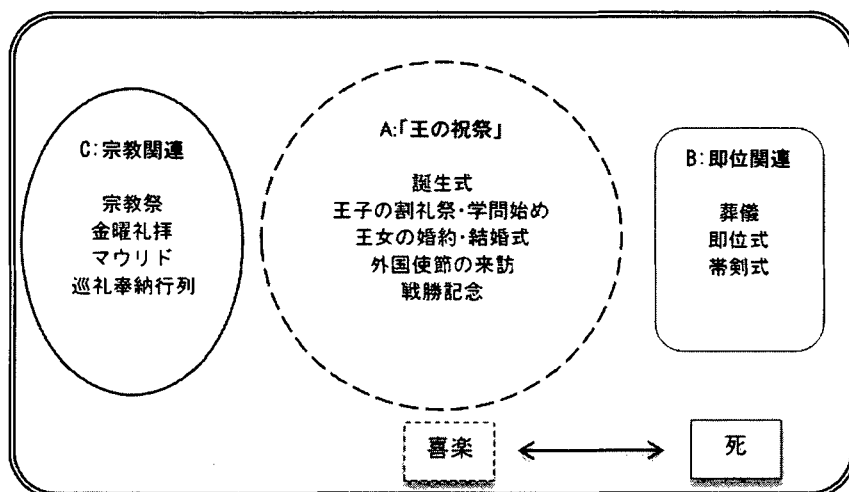 C:宗教関連
宗教祭
金曜礼拝
マウリド
巡礼奉納行列
A:「王の祝祭」
誕生式
王子の割礼祭・学問始め
王女の婚約・結婚式
外国使節の来訪
戦勝記念
B:即位関連
葬儀
即位式
帯剣式
喜楽
死